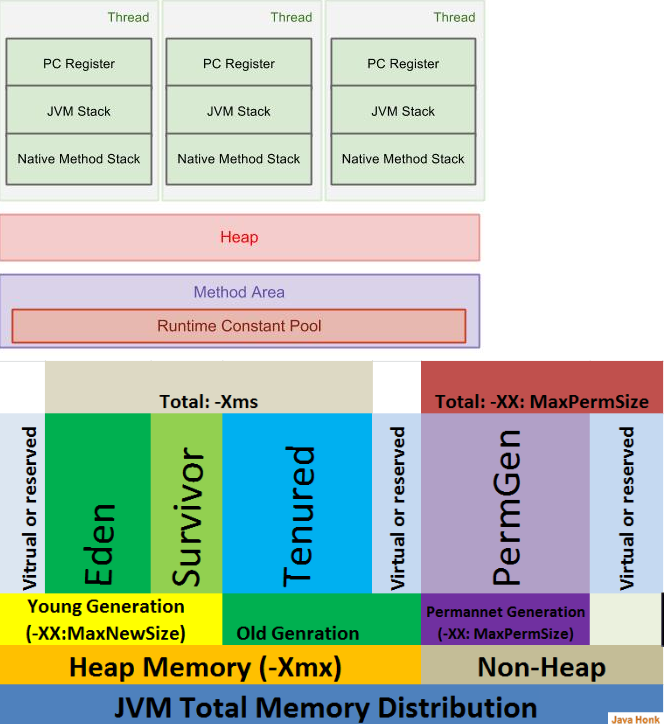 Thread Thread Thread
PC Register PC Register PC Register
JVM Stack JVM Stack JVM Stack
Native Method Stack Native Method Stack Native Method Stack
Heap
Method Area
Runtime Constant Pool
Total: -Xms
Total: -XX: MaxPermSize
Vitrual or reserved
Eden
Survivor
Tenured
Virtual or reserved
PermGen
Virtual or reserved
Young Generation
(-XX:MaxNewSize)
Old Genration
Permannet Generation
(-XX: MaxPermSize)
Heap Memory (-Xmx)
Non-Heap
JVM Total Memory Distribution
Java Honk